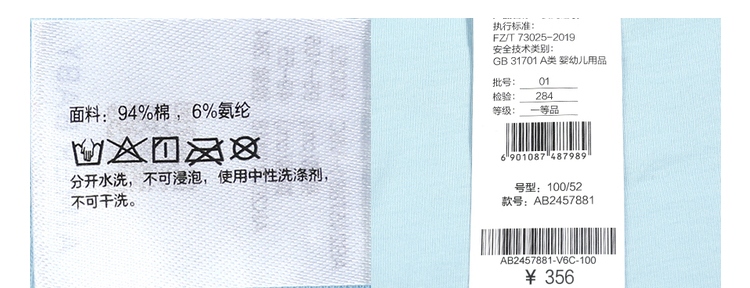 面料：94%棉，6%氨纶
分开水洗，不可浸泡，使用中性洗涤剂，
不可干洗。
执行标准：
FZ/T 73025-2019
安全技术类别：
GB 31701 A类 婴幼儿用品
批号： 01
检验： 284
等级： 一等品
6 901087 487989
号型：100/52
款号：AB2457881
AB2457881-V6C-100
¥ 356